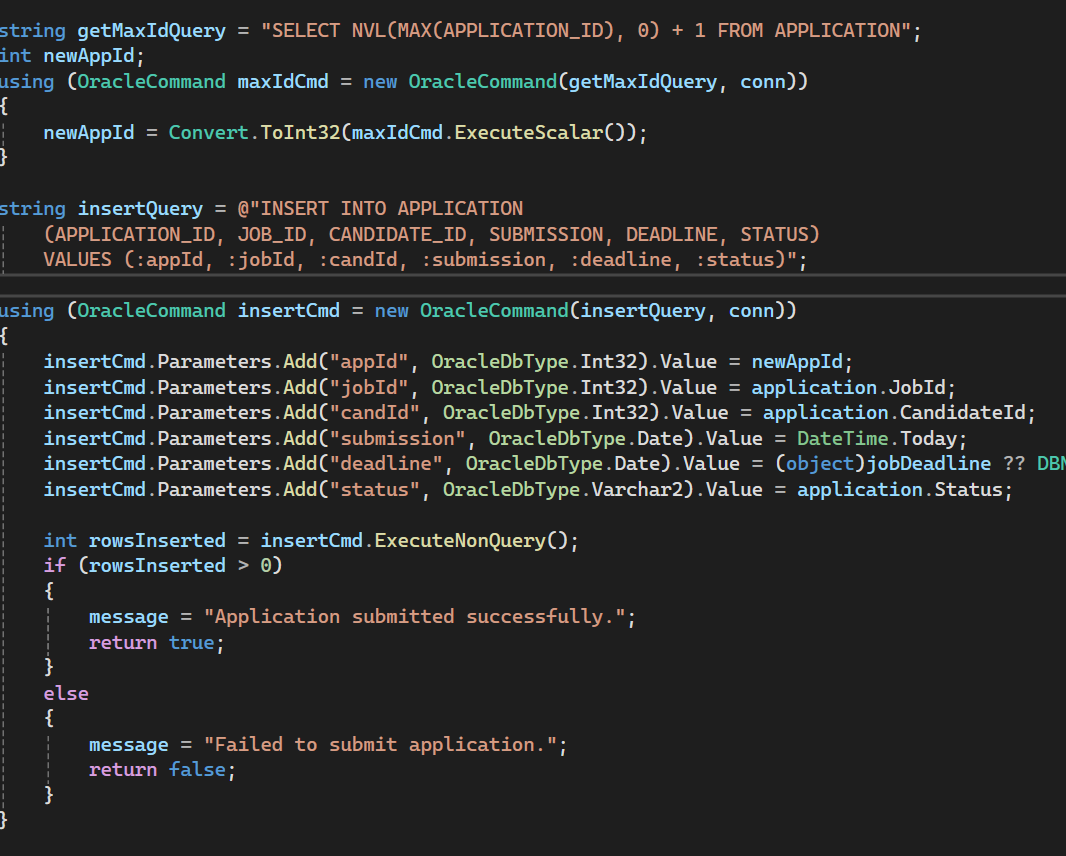 string getMaxIdQuery = "SELECT NVL(MAX(APPLICATION_ID), 0) + 1 FROM APPLICATION";
int newAppId;
using (OracleCommand maxIdCmd = new OracleCommand(getMaxIdQuery, conn))
{
    newAppId = Convert.ToInt32(maxIdCmd.ExecuteScalar());
}

string insertQuery = @"INSERT INTO APPLICATION
    (APPLICATION_ID, JOB_ID, CANDIDATE_ID, SUBMISSION, DEADLINE, STATUS)
    VALUES (:appId, :jobId, :candId, :submission, :deadline, :status)";

using (OracleCommand insertCmd = new OracleCommand(insertQuery, conn))
{
    insertCmd.Parameters.Add("appId", OracleDbType.Int32).Value = newAppId;
    insertCmd.Parameters.Add("jobId", OracleDbType.Int32).Value = application.JobId;
    insertCmd.Parameters.Add("candId", OracleDbType.Int32).Value = application.CandidateId;
    insertCmd.Parameters.Add("submission", OracleDbType.Date).Value = DateTime.Today;
    insertCmd.Parameters.Add("deadline", OracleDbType.Date).Value = (object)jobDeadline ??
    insertCmd.Parameters.Add("status", OracleDbType.Varchar2).Value = application.Status;

    int rowsInserted = insertCmd.ExecuteNonQuery();
    if (rowsInserted > 0)
    {
        message = "Application submitted successfully.";
        return true;
    }
    else
    {
        message = "Failed to submit application.";
        return false;
    }
}